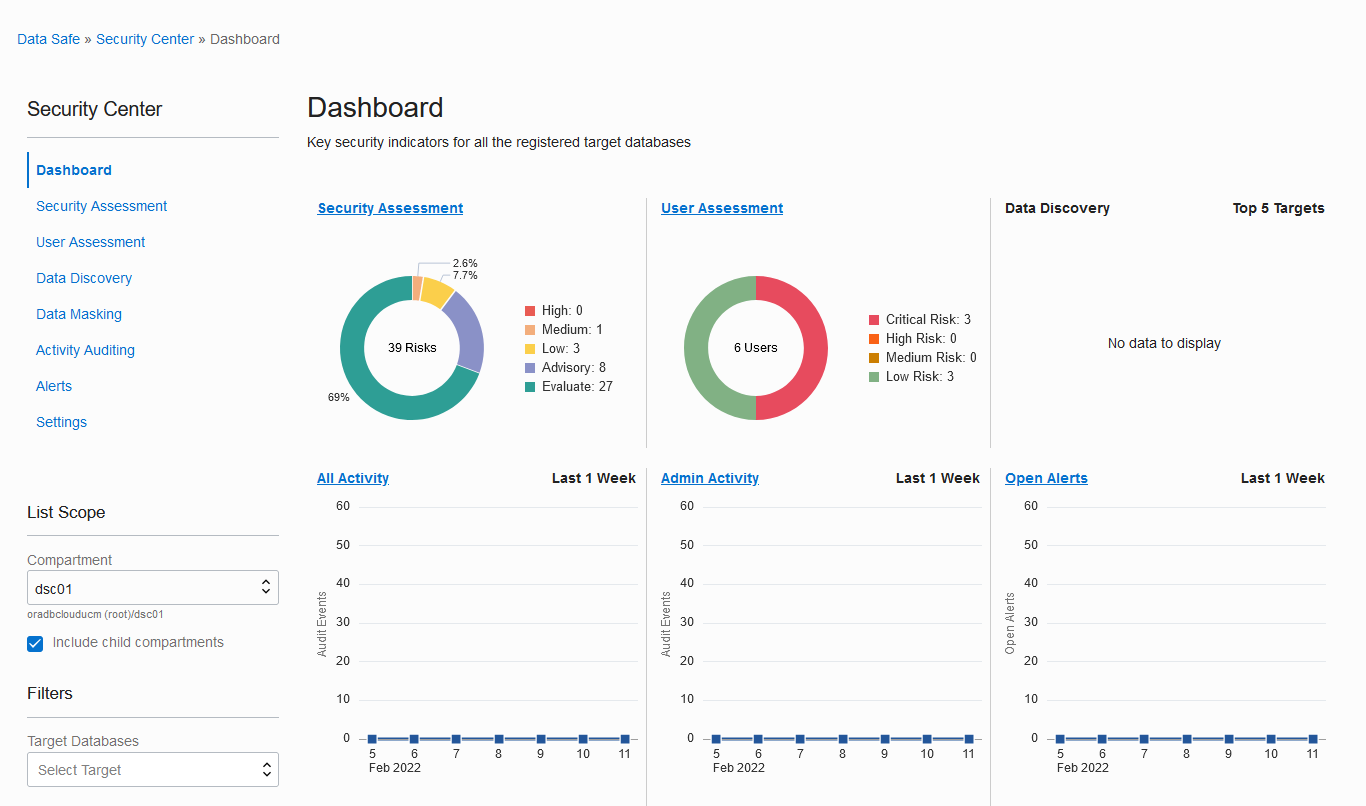 Data Safe » Security Center » Dashboard
Security Center
Dashboard
Security Assessment
User Assessment
Data Discovery
Data Masking
Activity Auditing
Alerts
Settings
List Scope
Compartment
dsc01
oradbclouducm (root)/dsc01
Include child compartments
Filters
Target Databases
Select Target
Dashboard
Key security indicators for all the registered target databases
Security Assessment
2.6%
7.7%
39 Risks
69%
High: 0
Medium: 1
Low: 3
Advisory: 8
Evaluate: 27
User Assessment
6 Users
Critical Risk: 3
High Risk: 0
Medium Risk: 0
Low Risk: 3
Data Discovery Top 5 Targets
No data to display
All Activity Last 1 Week
Audit Events
60
50
40
30
20
10
0
5 6 7 8 9 10 11
Feb 2022
Admin Activity Last 1 Week
Audit Events
60
50
40
30
20
10
0
5 6 7 8 9 10 11
Feb 2022
Open Alerts Last 1 Week
Open Alerts
60
50
40
30
20
10
0
5 6 7 8 9 10 11
Feb 2022